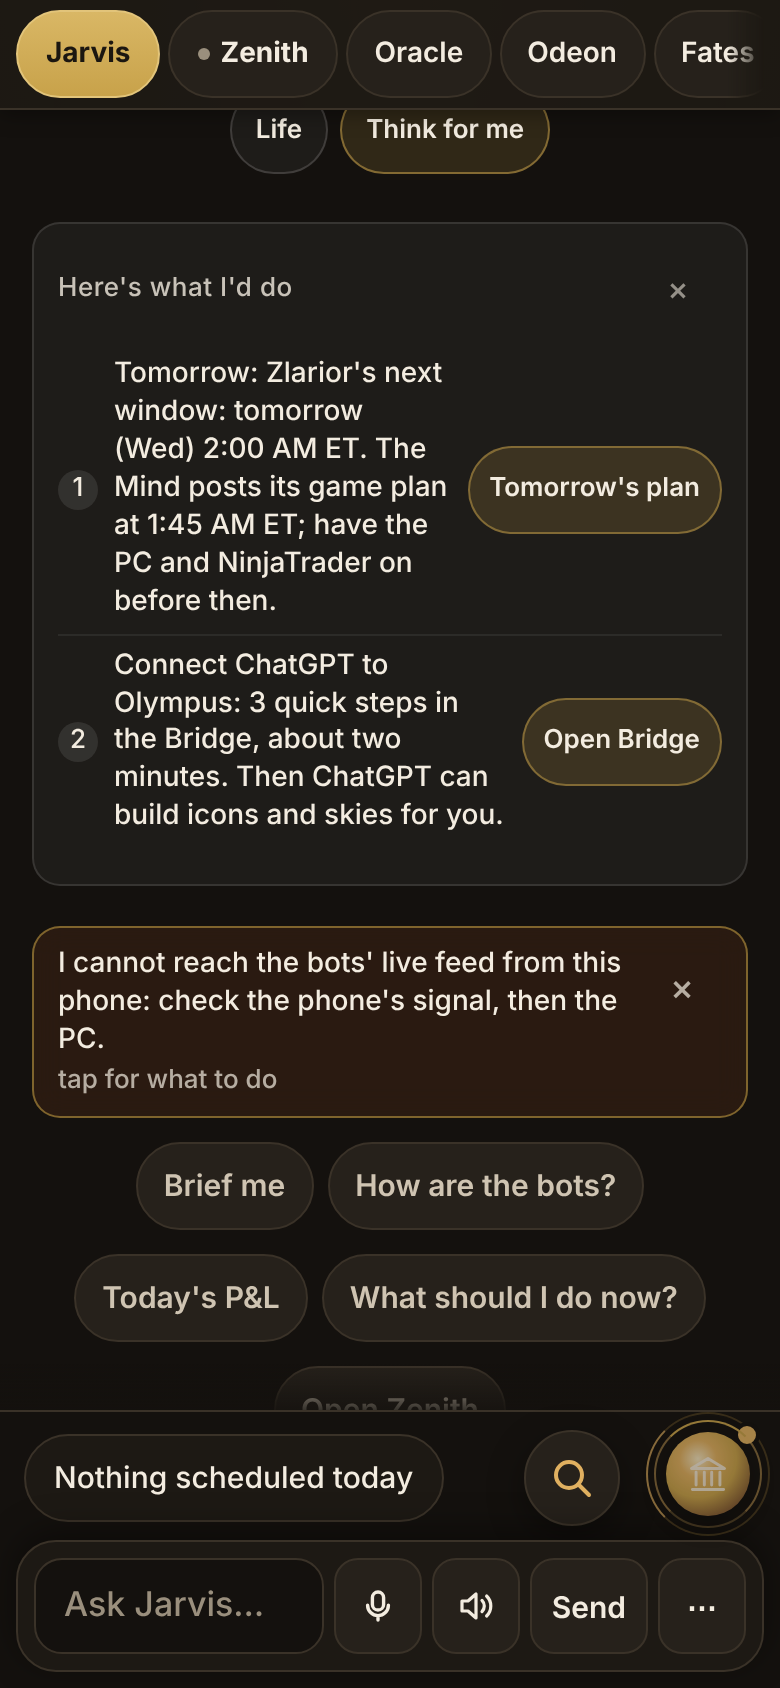 Jarvis
Zenith
Oracle
Odeon
Fates
Life
Think for me
Here's what I'd do
×
1
Tomorrow: Zlarior's next
window: tomorrow
(Wed) 2:00 AM ET. The
Mind posts its game plan
at 1:45 AM ET; have the
PC and NinjaTrader on
before then.
Tomorrow's plan
2
Connect ChatGPT to
Olympus: 3 quick steps in
the Bridge, about two
minutes. Then ChatGPT can
build icons and skies for you.
Open Bridge
I cannot reach the bots' live feed from this
phone: check the phone's signal, then the
PC.
tap for what to do
×
Brief me
How are the bots?
Today's P&L
What should I do now?
Open Zenith
Nothing scheduled today
Ask Jarvis...
Send
...